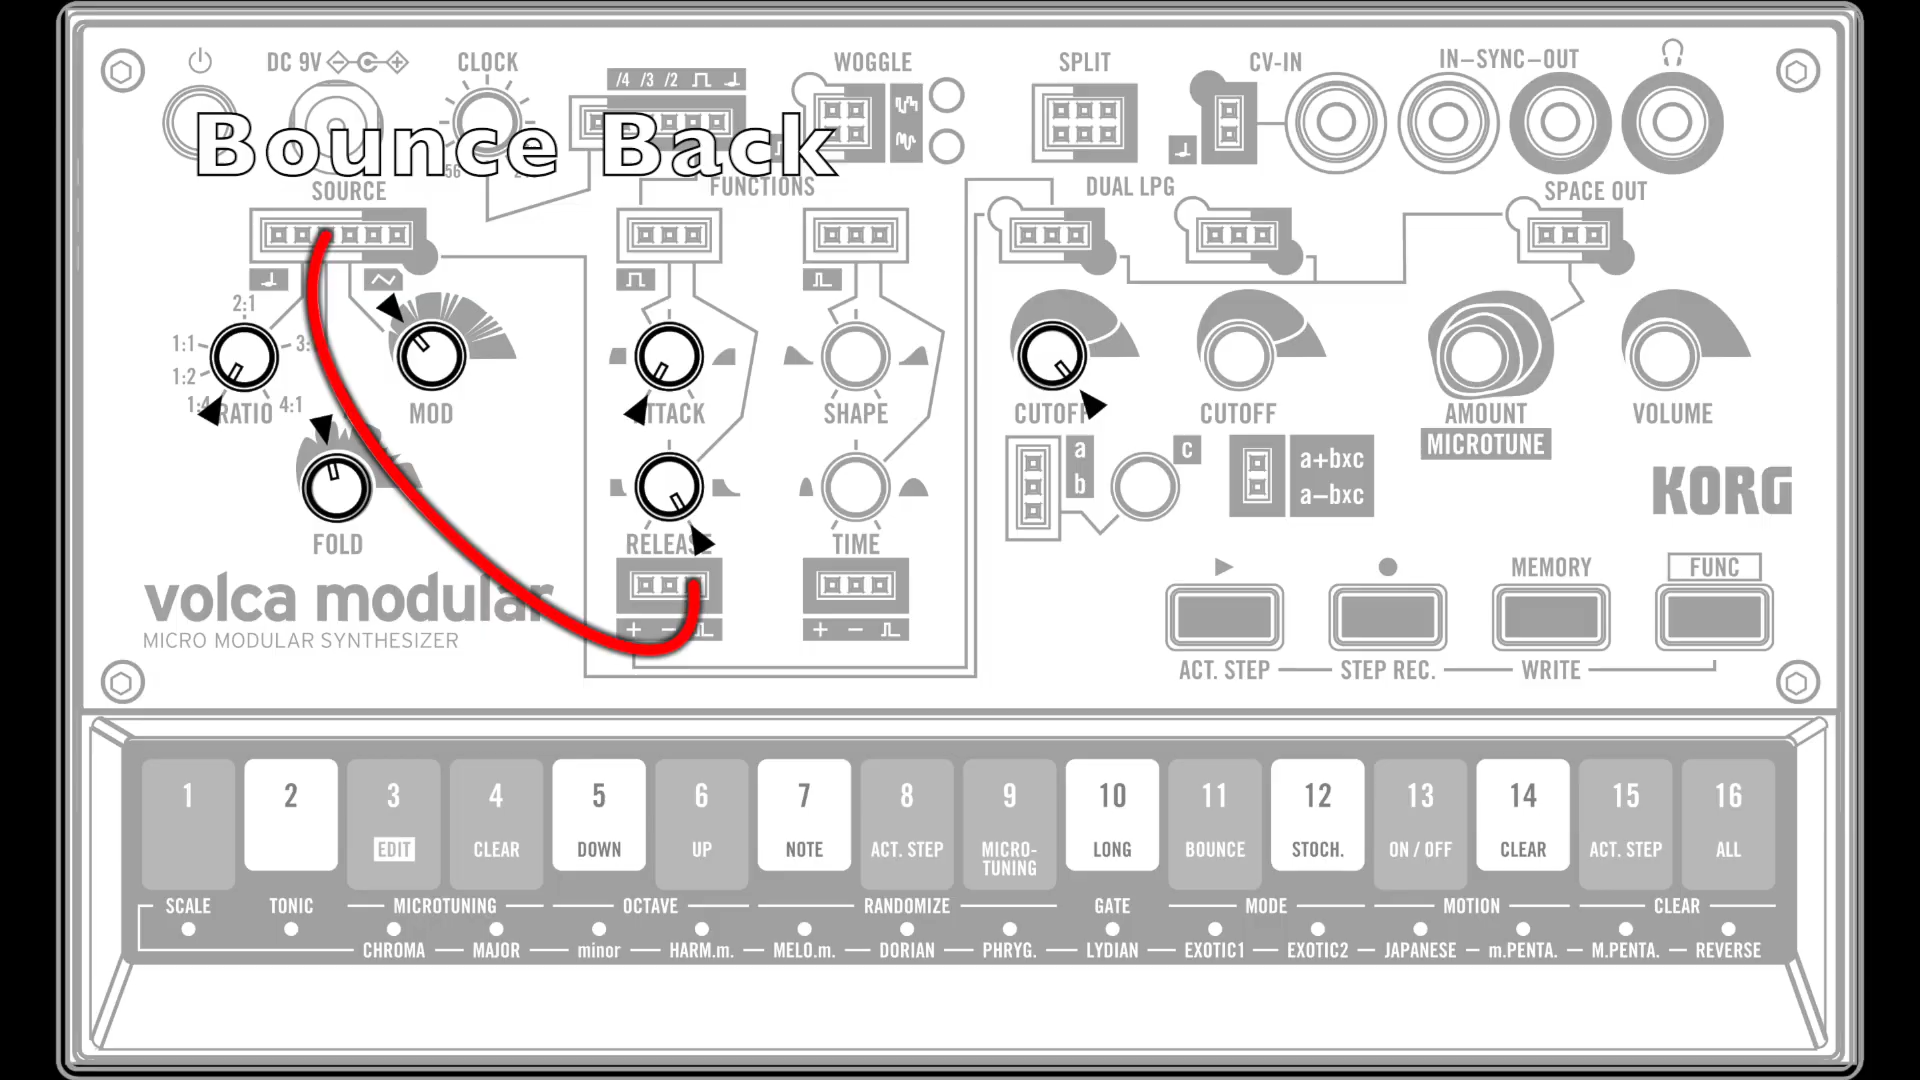 DC 9V
CLOCK
WOGGLE
SPLIT
CV-IN
IN–SYNC–OUT
/4 /3 /2
Bounce Back
SOURCE
FUNCTIONS
DUAL LPG
SPACE OUT
2:1
1:1
1:2
4:1
RATIO
MOD
SHAPE
CUTOFF
CUTOFF
AMOUNT
VOLUME
MICROTUNE
a
b
c
a+bxc
a−bxc
KORG
FOLD
RELEASE
TIME
MEMORY
FUNC
volca modular
MICRO MODULAR SYNTHESIZER
+ −
+ −
ACT. STEP
STEP REC.
WRITE
1 2 3 4 5 6 7 8 9 10 11 12 13 14 15 16
EDIT CLEAR DOWN UP NOTE ACT. STEP MICRO-TUNING LONG BOUNCE STOCH. ON / OFF CLEAR ACT. STEP ALL
SCALE TONIC MICROTUNING OCTAVE RANDOMIZE GATE MODE MOTION CLEAR
CHROMA MAJOR minor HARM.m. MELO.m. DORIAN PHRYG. LYDIAN EXOTIC1 EXOTIC2 JAPANESE m.PENTA. M.PENTA. REVERSE